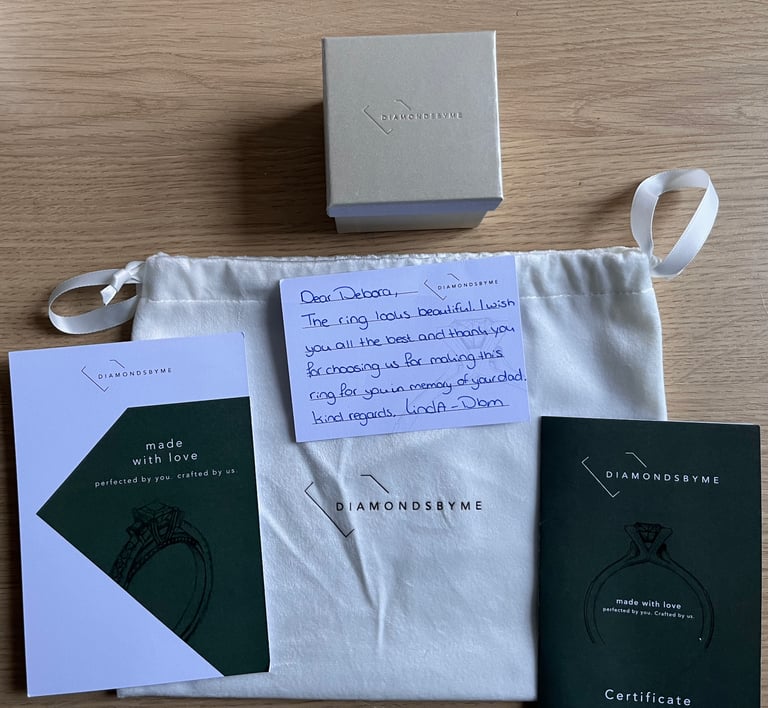 DIAMONDSBYME
DIAMONDSBYME
Dear Debora,
The ring looks beautiful. I wish
you all the best and thank you
for choosing us for making this
ring for you in memory of your dad.
kind regards. LindA - Dbm
DIAMONDSBYME
made
with love
perfected by you. crafted by us.
DIAMONDSBYME
DIAMONDSBYME
made with love
perfected by you. Crafted by us.
Certificate